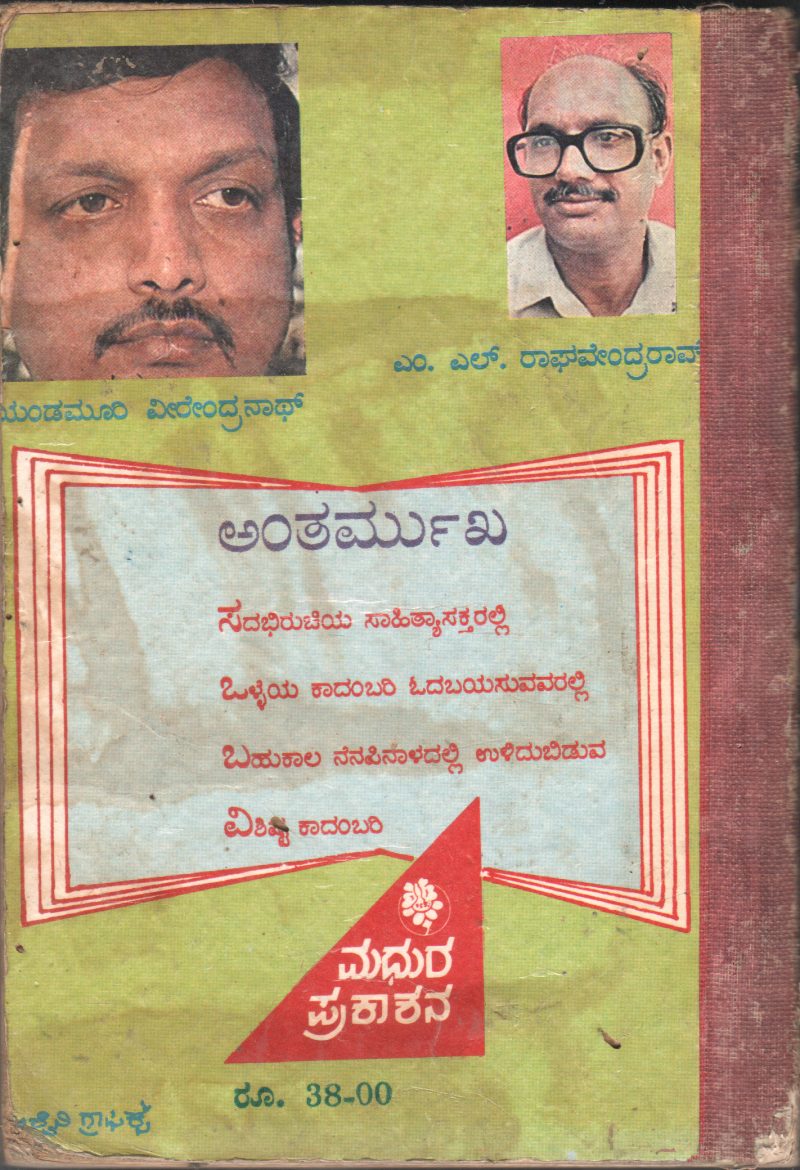 ಯಂಡಮೂರಿ ವೀರೇಂದ್ರನಾಥ್
ಎಂ. ಎಲ್. ರಾಘವೇಂದ್ರರಾವ್
ಅಂತರ್ಮುಖ
ಸದಭಿರುಚಿಯ ಸಾಹಿತ್ಯಾಸಕ್ತರಲ್ಲಿ
ಒಳ್ಳೆಯ ಕಾದಂಬರಿ ಓದಬಯಸುವವರಲ್ಲಿ
ಬಹುಕಾಲ ನೆನಪಿನಾಳದಲ್ಲಿ ಉಳಿದುಬಿಡುವ
ವಿಶಿಷ್ಟ ಕಾದಂಬರಿ
ಮಧುರ
ಪ್ರಕಾಶನ
ರೂ. 38-00
ಗ್ರಾಫಿಕ್ಸ್